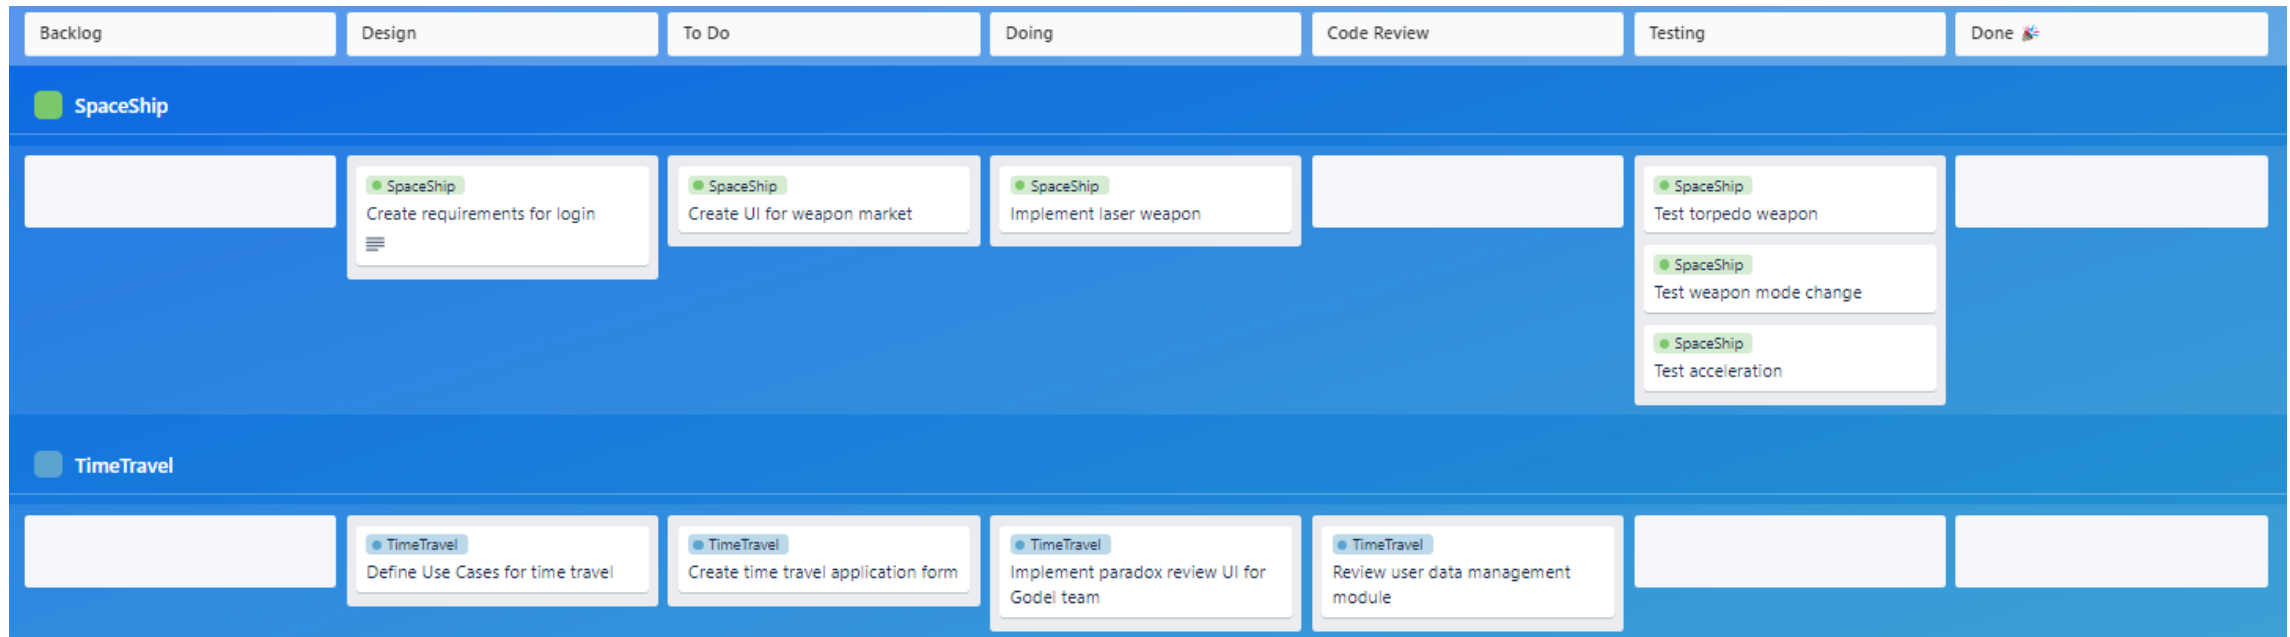 Backlog
Design
To Do
Doing
Code Review
Testing
Done 🎉
SpaceShip
SpaceShip
Create requirements for login
SpaceShip
Create UI for weapon market
SpaceShip
Implement laser weapon
SpaceShip
Test torpedo weapon
SpaceShip
Test weapon mode change
SpaceShip
Test acceleration
TimeTravel
TimeTravel
Define Use Cases for time travel
TimeTravel
Create time travel application form
TimeTravel
Implement paradox review UI for
Godel team
TimeTravel
Review user data management
module